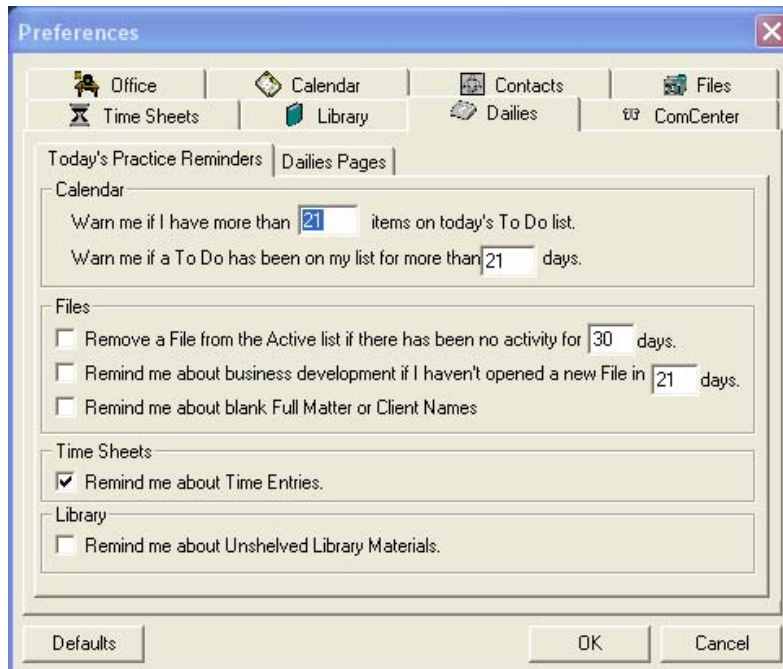 Preferences
Office Calendar Contacts Files
Time Sheets Library Dailies ComCenter
Today's Practice Reminders Dailies Pages
Calendar
Warn me if I have more than 21 items on today's To Do list.
Warn me if a To Do has been on my list for more than 21 days.
Files
Remove a File from the Active list if there has been no activity for 30 days.
Remind me about business development if I haven't opened a new File in 21 days.
Remind me about blank Full Matter or Client Names
Time Sheets
Remind me about Time Entries.
Library
Remind me about Unshelved Library Materials.
Defaults OK Cancel